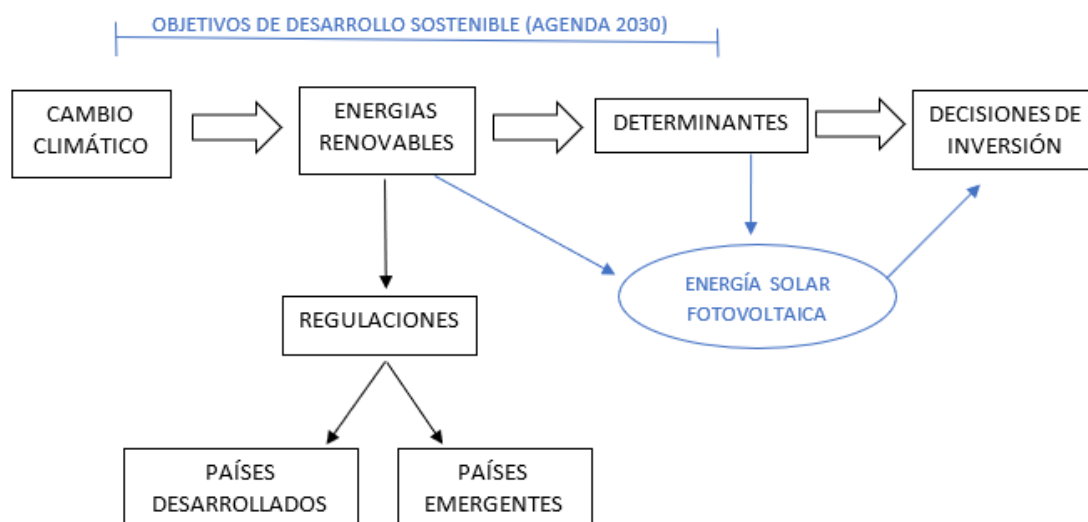 OBJETIVOS DE DESARROLLO SOSTENIBLE (AGENDA 2030)
CAMBIO
CLIMÁTICO
ENERGIAS
RENOVABLES
DETERMINANTES
DECISIONES DE
INVERSIÓN
ENERGÍA SOLAR
FOTOVOLTAICA
REGULACIONES
PAÍSES
DESARROLLADOS
PAÍSES
EMERGENTES